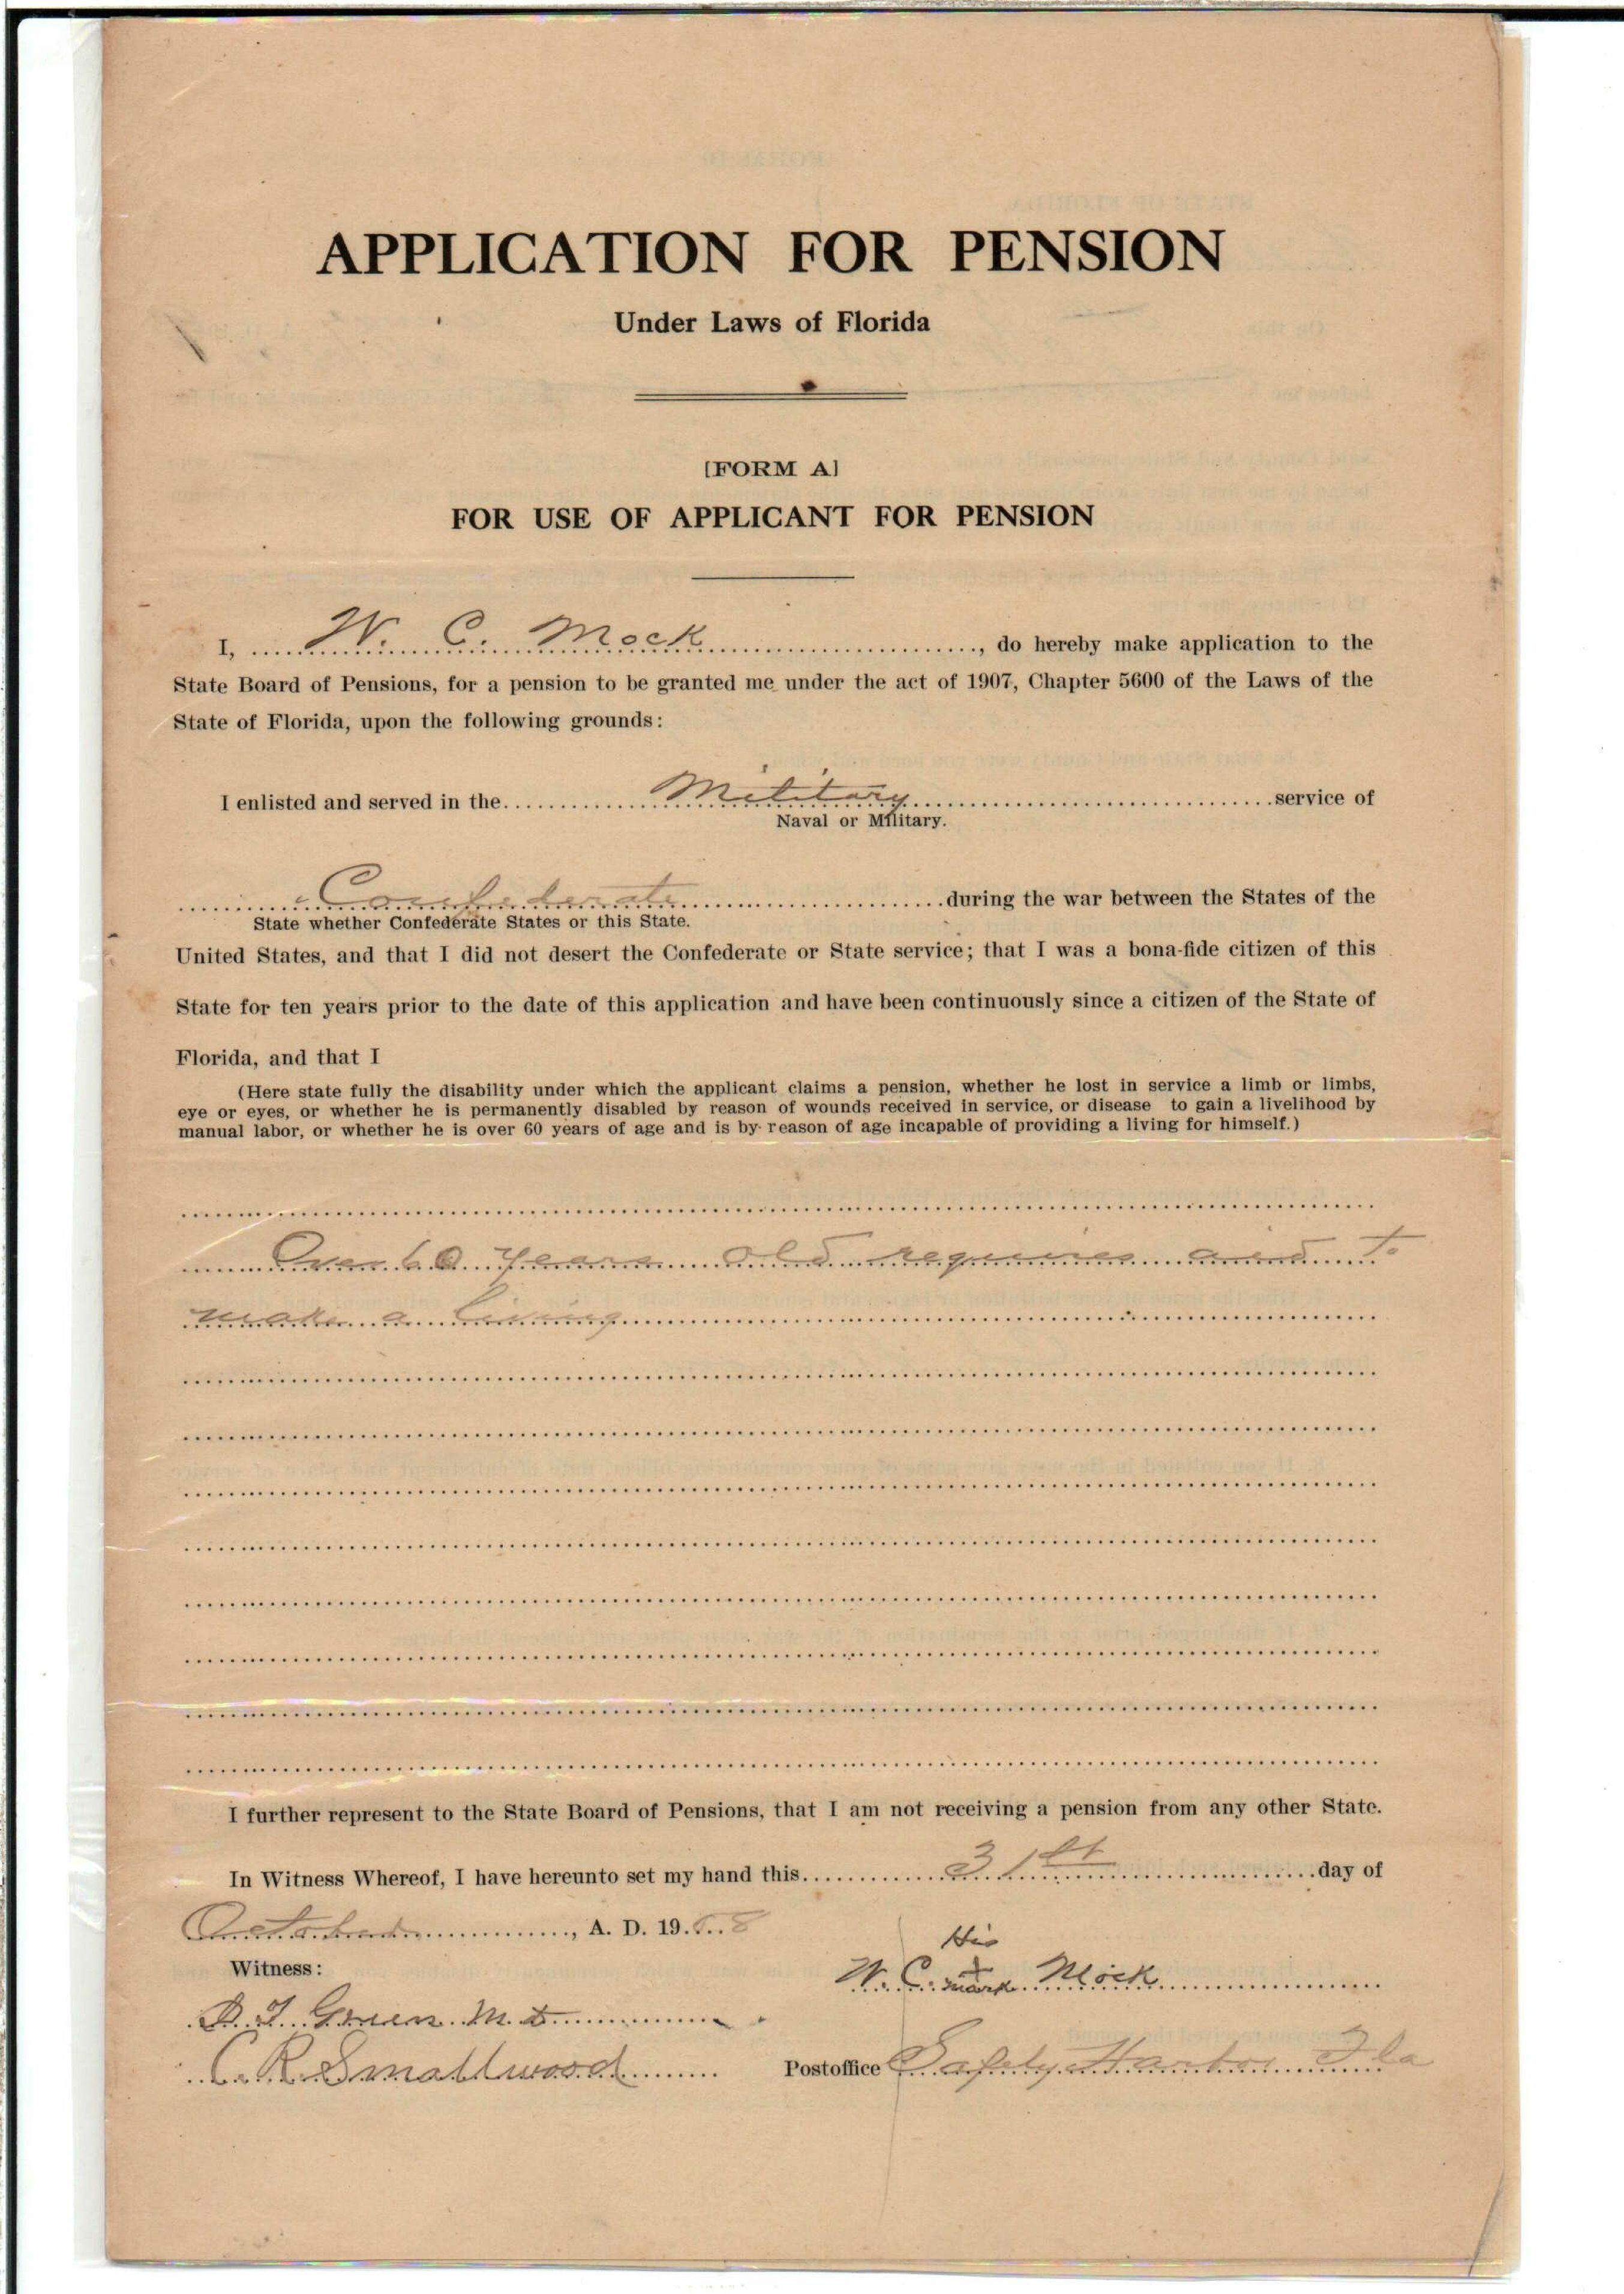 APPLICATION FOR PENSION
Under Laws of Florida
[FORM A]
FOR USE OF APPLICANT FOR PENSION
I, W. C. Mock, do hereby make application to the
State Board of Pensions, for a pension to be granted me under the act of 1907, Chapter 5600 of the Laws of the
State of Florida, upon the following grounds:
I enlisted and served in the Military service of
Naval or Military.
Confederate during the war between the States of the
State whether Confederate States or this State.
United States, and that I did not desert the Confederate or State service; that I was a bona-fide citizen of this
State for ten years prior to the date of this application and have been continuously since a citizen of the State of
Florida, and that I
(Here state fully the disability under which the applicant claims a pension, whether he lost in service a limb or limbs,
eye or eyes, or whether he is permanently disabled by reason of wounds received in service, or disease to gain a livelihood by
manual labor, or whether he is over 60 years of age and is by reason of age incapable of providing a living for himself.)
Over 60 years old requires to
make a living
I further represent to the State Board of Pensions, that I am not receiving a pension from any other State.
In Witness Whereof, I have hereunto set my hand this 31st day of
October, A. D. 1908
His
Witness:
W. C. x mark Mock
Green M. D.
C. R. Smallwood
Postoffice Safety Harbor Fla